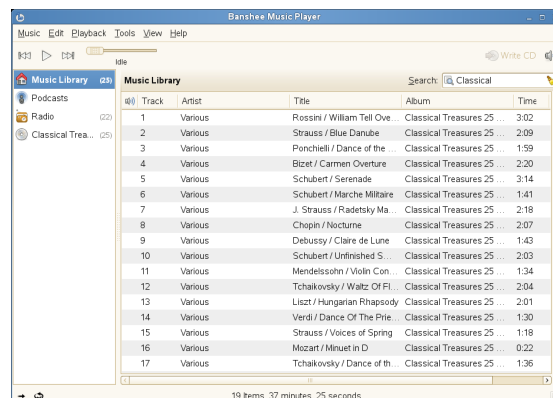 Banshee Music Player
Music Edit Playback Tools View Help
Idle
Write CD
Music Library (25)
Podcasts
Radio (22)
Classical Trea... (25)
Music Library
Search: Classical
Track Artist Title Album Time
1 Various Rossini / William Tell Ove... Classical Treasures 25 ... 3:02
2 Various Strauss / Blue Danube Classical Treasures 25 ... 2:09
3 Various Ponchielli / Dance of the ... Classical Treasures 25 ... 1:59
4 Various Bizet / Carmen Overture Classical Treasures 25 ... 2:20
5 Various Schubert / Serenade Classical Treasures 25 ... 3:14
6 Various Schubert / Marche Militaire Classical Treasures 25 ... 1:41
7 Various J. Strauss / Radetsky Ma... Classical Treasures 25 ... 2:18
8 Various Chopin / Nocturne Classical Treasures 25 ... 2:07
9 Various Debussy / Claire de Lune Classical Treasures 25 ... 1:43
10 Various Schubert / Unfinished S... Classical Treasures 25 ... 2:03
11 Various Mendelssohn / Violin Con... Classical Treasures 25 ... 1:34
12 Various Tchaikovsky / Waltz Of Fl... Classical Treasures 25 ... 2:04
13 Various Liszt / Hungarian Rhapsody Classical Treasures 25 ... 2:01
14 Various Verdi / Dance Of The Prie... Classical Treasures 25 ... 1:30
15 Various Strauss / Voices of Spring Classical Treasures 25 ... 1:18
16 Various Mozart / Minuet in D Classical Treasures 25 ... 0:22
17 Various Tchaikovsky / Dance of th... Classical Treasures 25 ... 1:36
19 Items, 37 minutes, 25 seconds